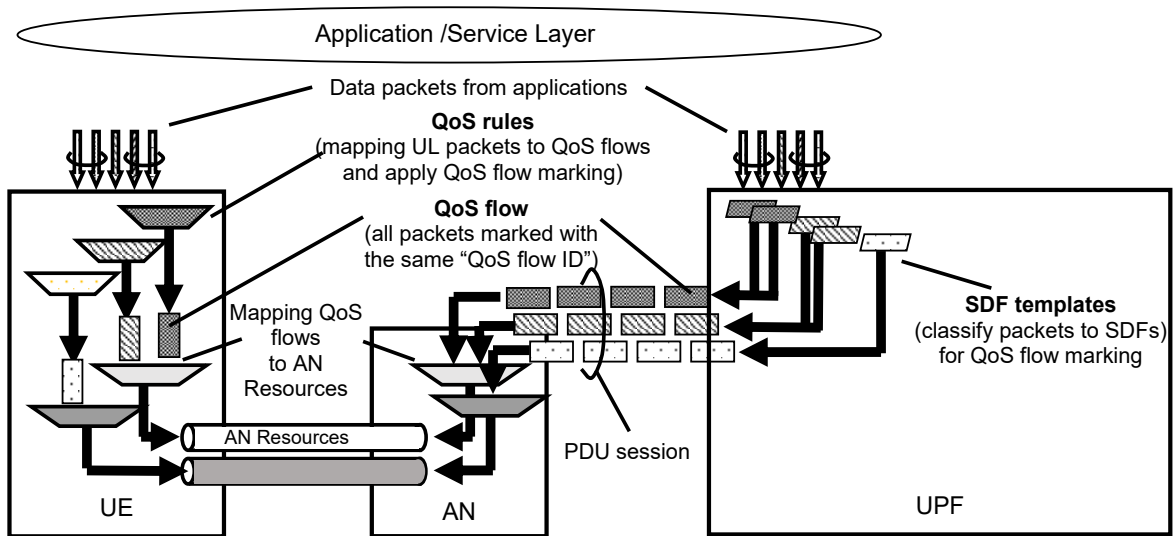 Application /Service Layer
Data packets from applications
QoS rules
(mapping UL packets to QoS flows
and apply QoS flow marking)
QoS flow
(all packets marked with
the same “QoS flow ID”)
Mapping QoS
flows
to AN
Resources
SDF templates
(classify packets to SDFs)
for QoS flow marking
AN Resources
PDU session
UE
AN
UPF